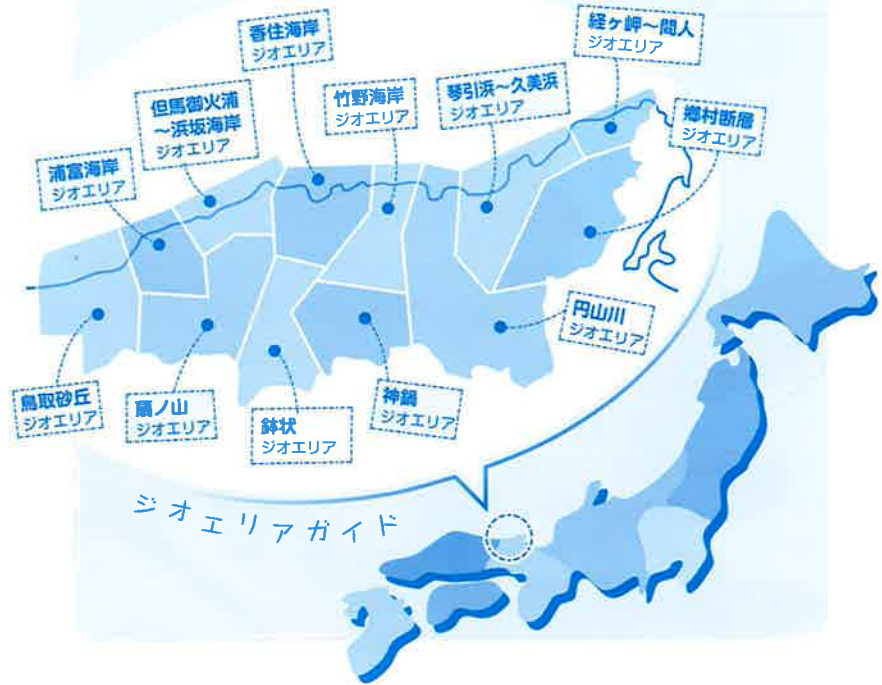 香住海岸
ジオエリア
経ヶ岬〜間人
ジオエリア
但馬御火浦
〜浜坂海岸
ジオエリア
竹野海岸
ジオエリア
琴引浜〜久美浜
ジオエリア
郷村断層
ジオエリア
浦富海岸
ジオエリア
円山川
ジオエリア
鳥取砂丘
ジオエリア
扇ノ山
ジオエリア
鉢状
ジオエリア
神鍋
ジオエリア
ジオエリアガイド